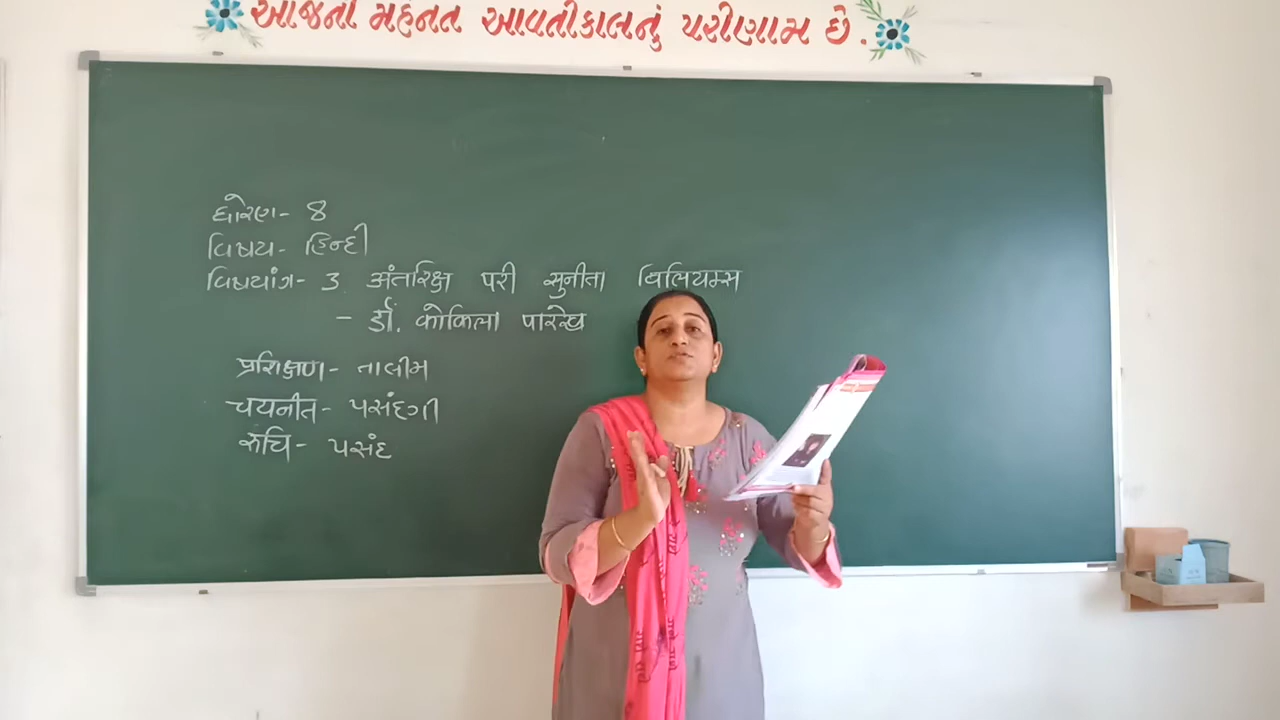 આજની મહેનત આવતીકાલનું પરીણામ છે.
ધોરણ- 8
વિષય- हिन्दी
વિષયાંગ- 3. अंतरिक्ष परी सुनीता विलियम्स
- डॉ. कोकिला पारेख
प्रशिक्षण- તાલીમ
चयनीत- પસંદગી
रुचि- પસંદ